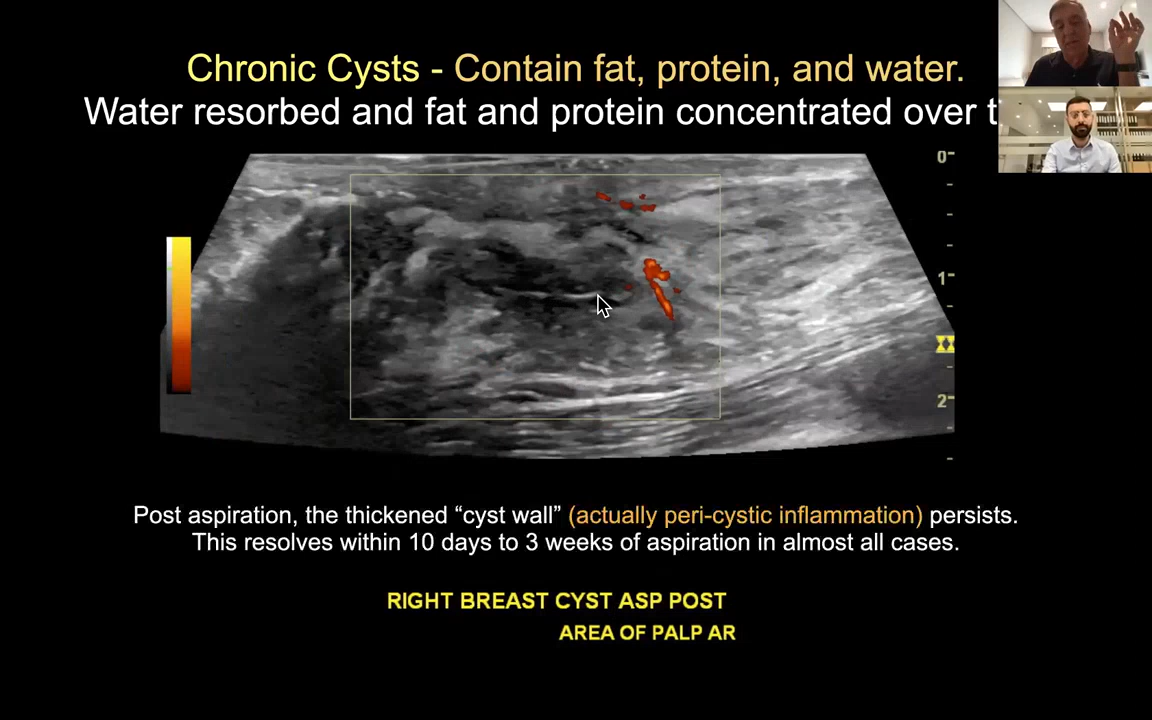 Chronic Cysts - Contain fat, protein, and water.
Water resorbed and fat and protein concentrated over
0
1
2
Post aspiration, the thickened “cyst wall” (actually peri-cystic inflammation) persists.
This resolves within 10 days to 3 weeks of aspiration in almost all cases.
RIGHT BREAST CYST ASP POST
AREA OF PALP AR